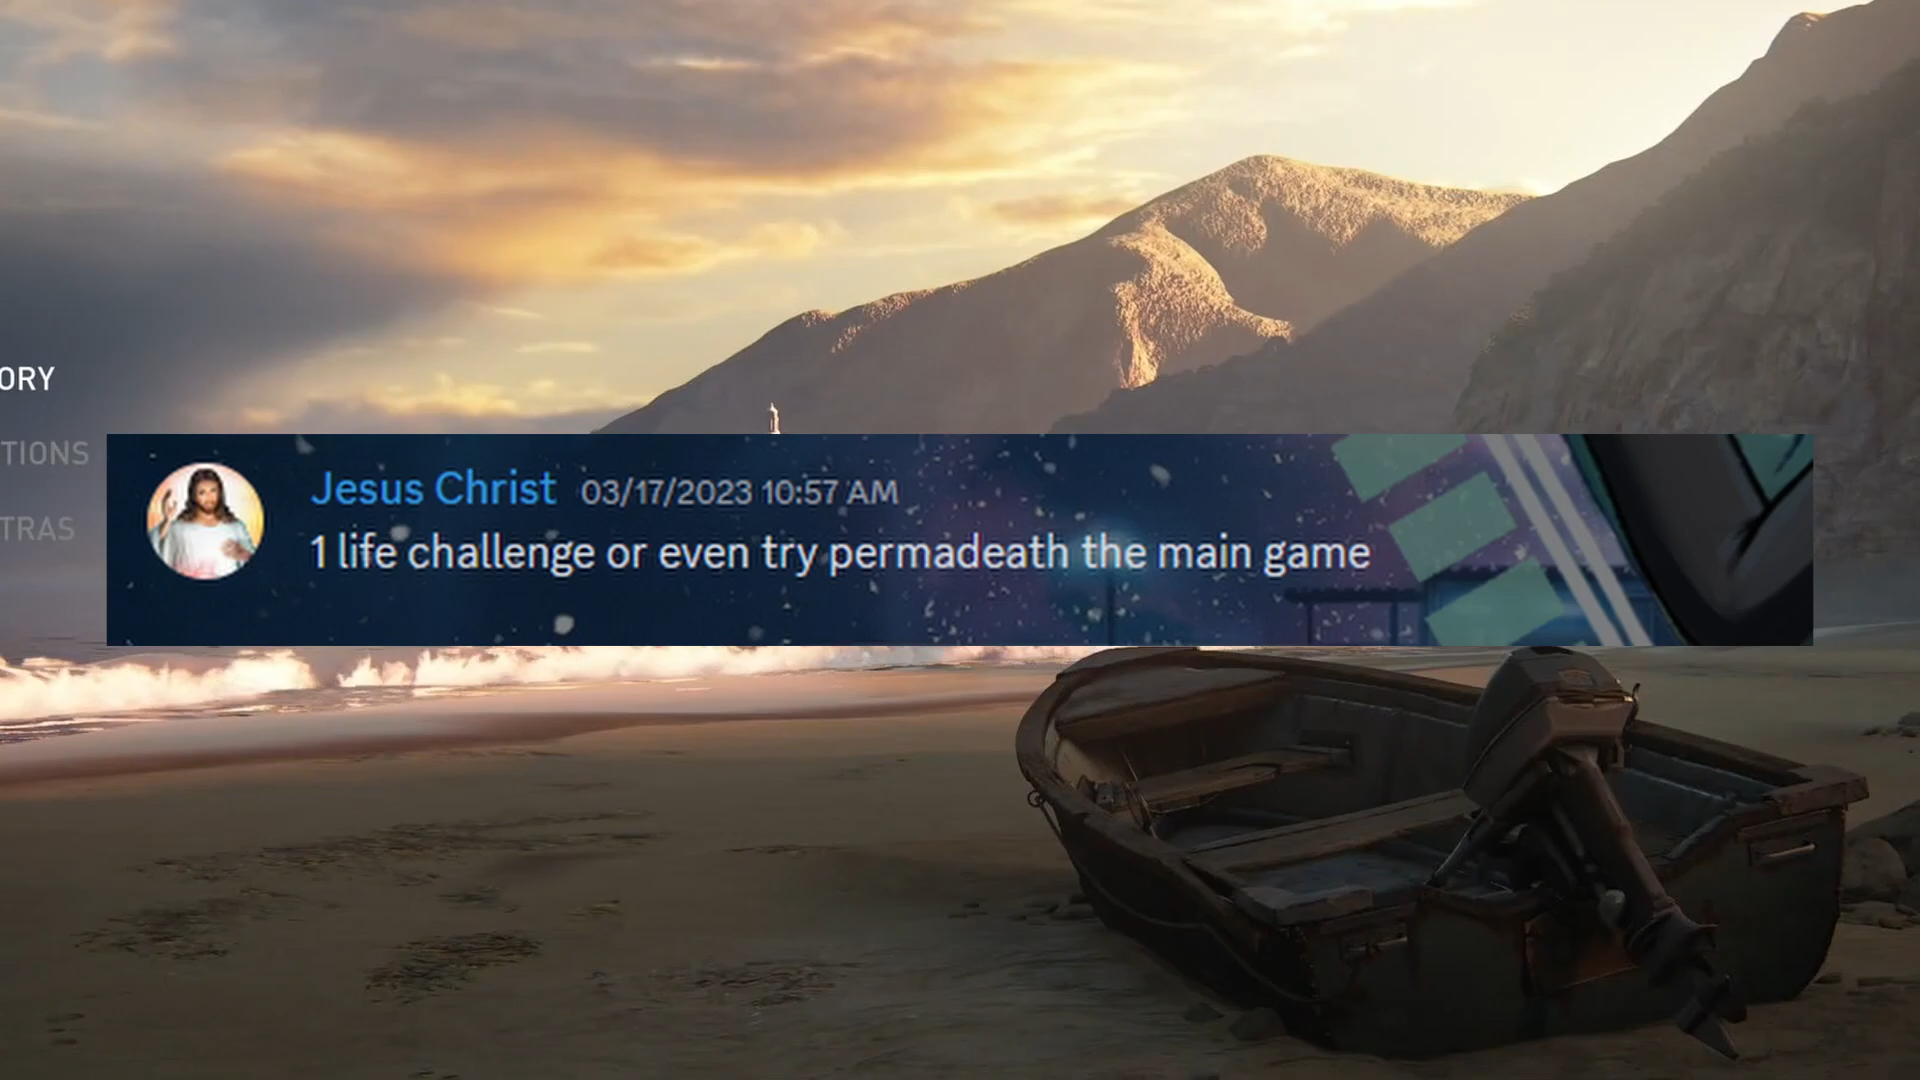 ORY
TIONS
TRAS
Jesus Christ 03/17/2023 10:57 AM
1 life challenge or even try permadeath the main game